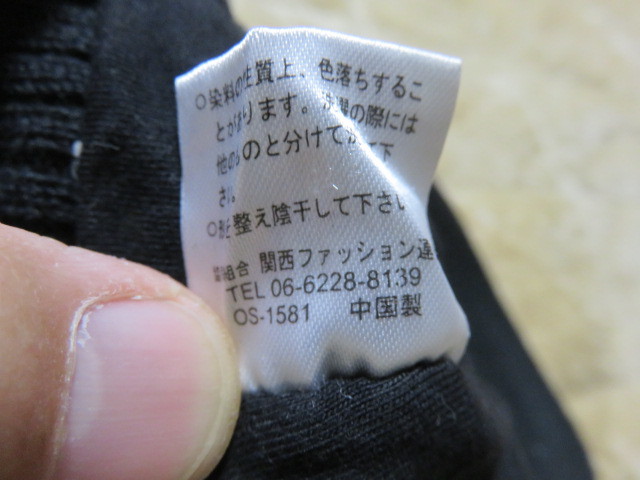 ○染料の性質上、色落ちするこ
とがあります。洗濯の際には
他のものと分けて 下
さい。
○形を整え陰干して下さい
組合 関西ファッション連
TEL 06-6228-8139
OS-1581 中国製